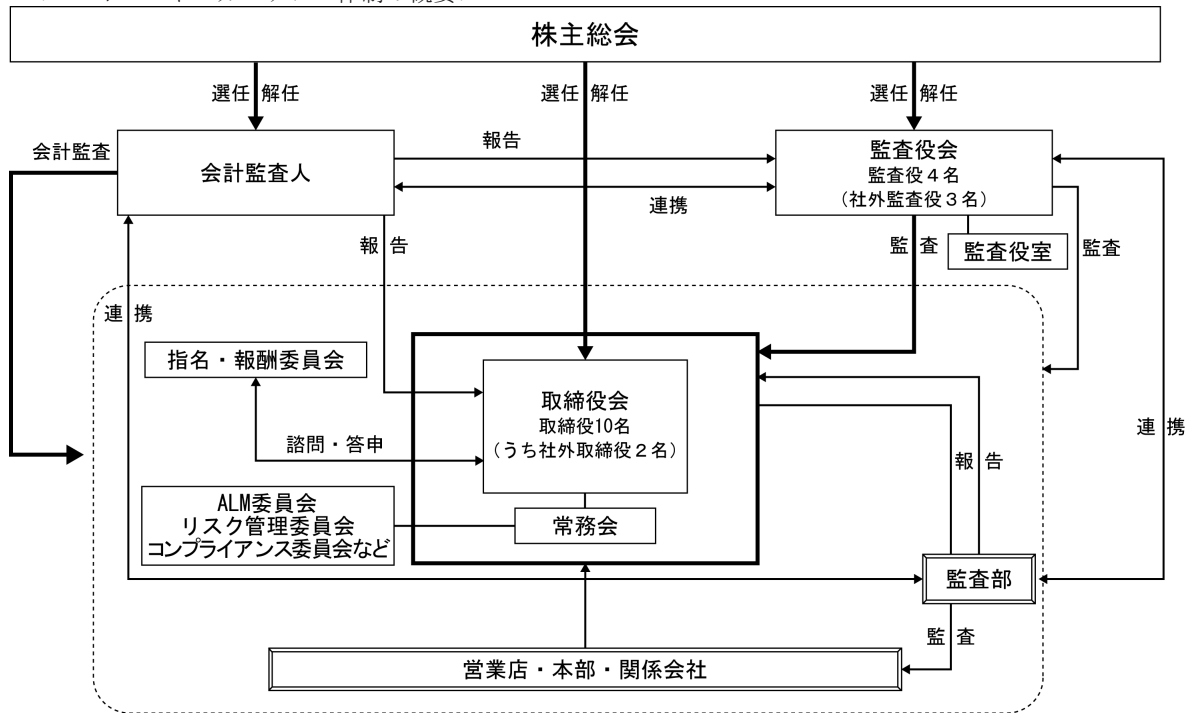 株主総会
選任 解任
選任 解任
選任 解任
会計監査
会計監査人
報告
連携
監査役会
監査役4名
(社外監査役3名)
報 告
監 査
監査役室
監査
連 携
連 携
指名・報酬委員会
諮問・答申
取締役会
取締役10名
(うち社外取締役2名)
常務会
ALM委員会
リスク管理委員会
コンプライアンス委員会など
報 告
監査部
監 査
営業店・本部・関係会社